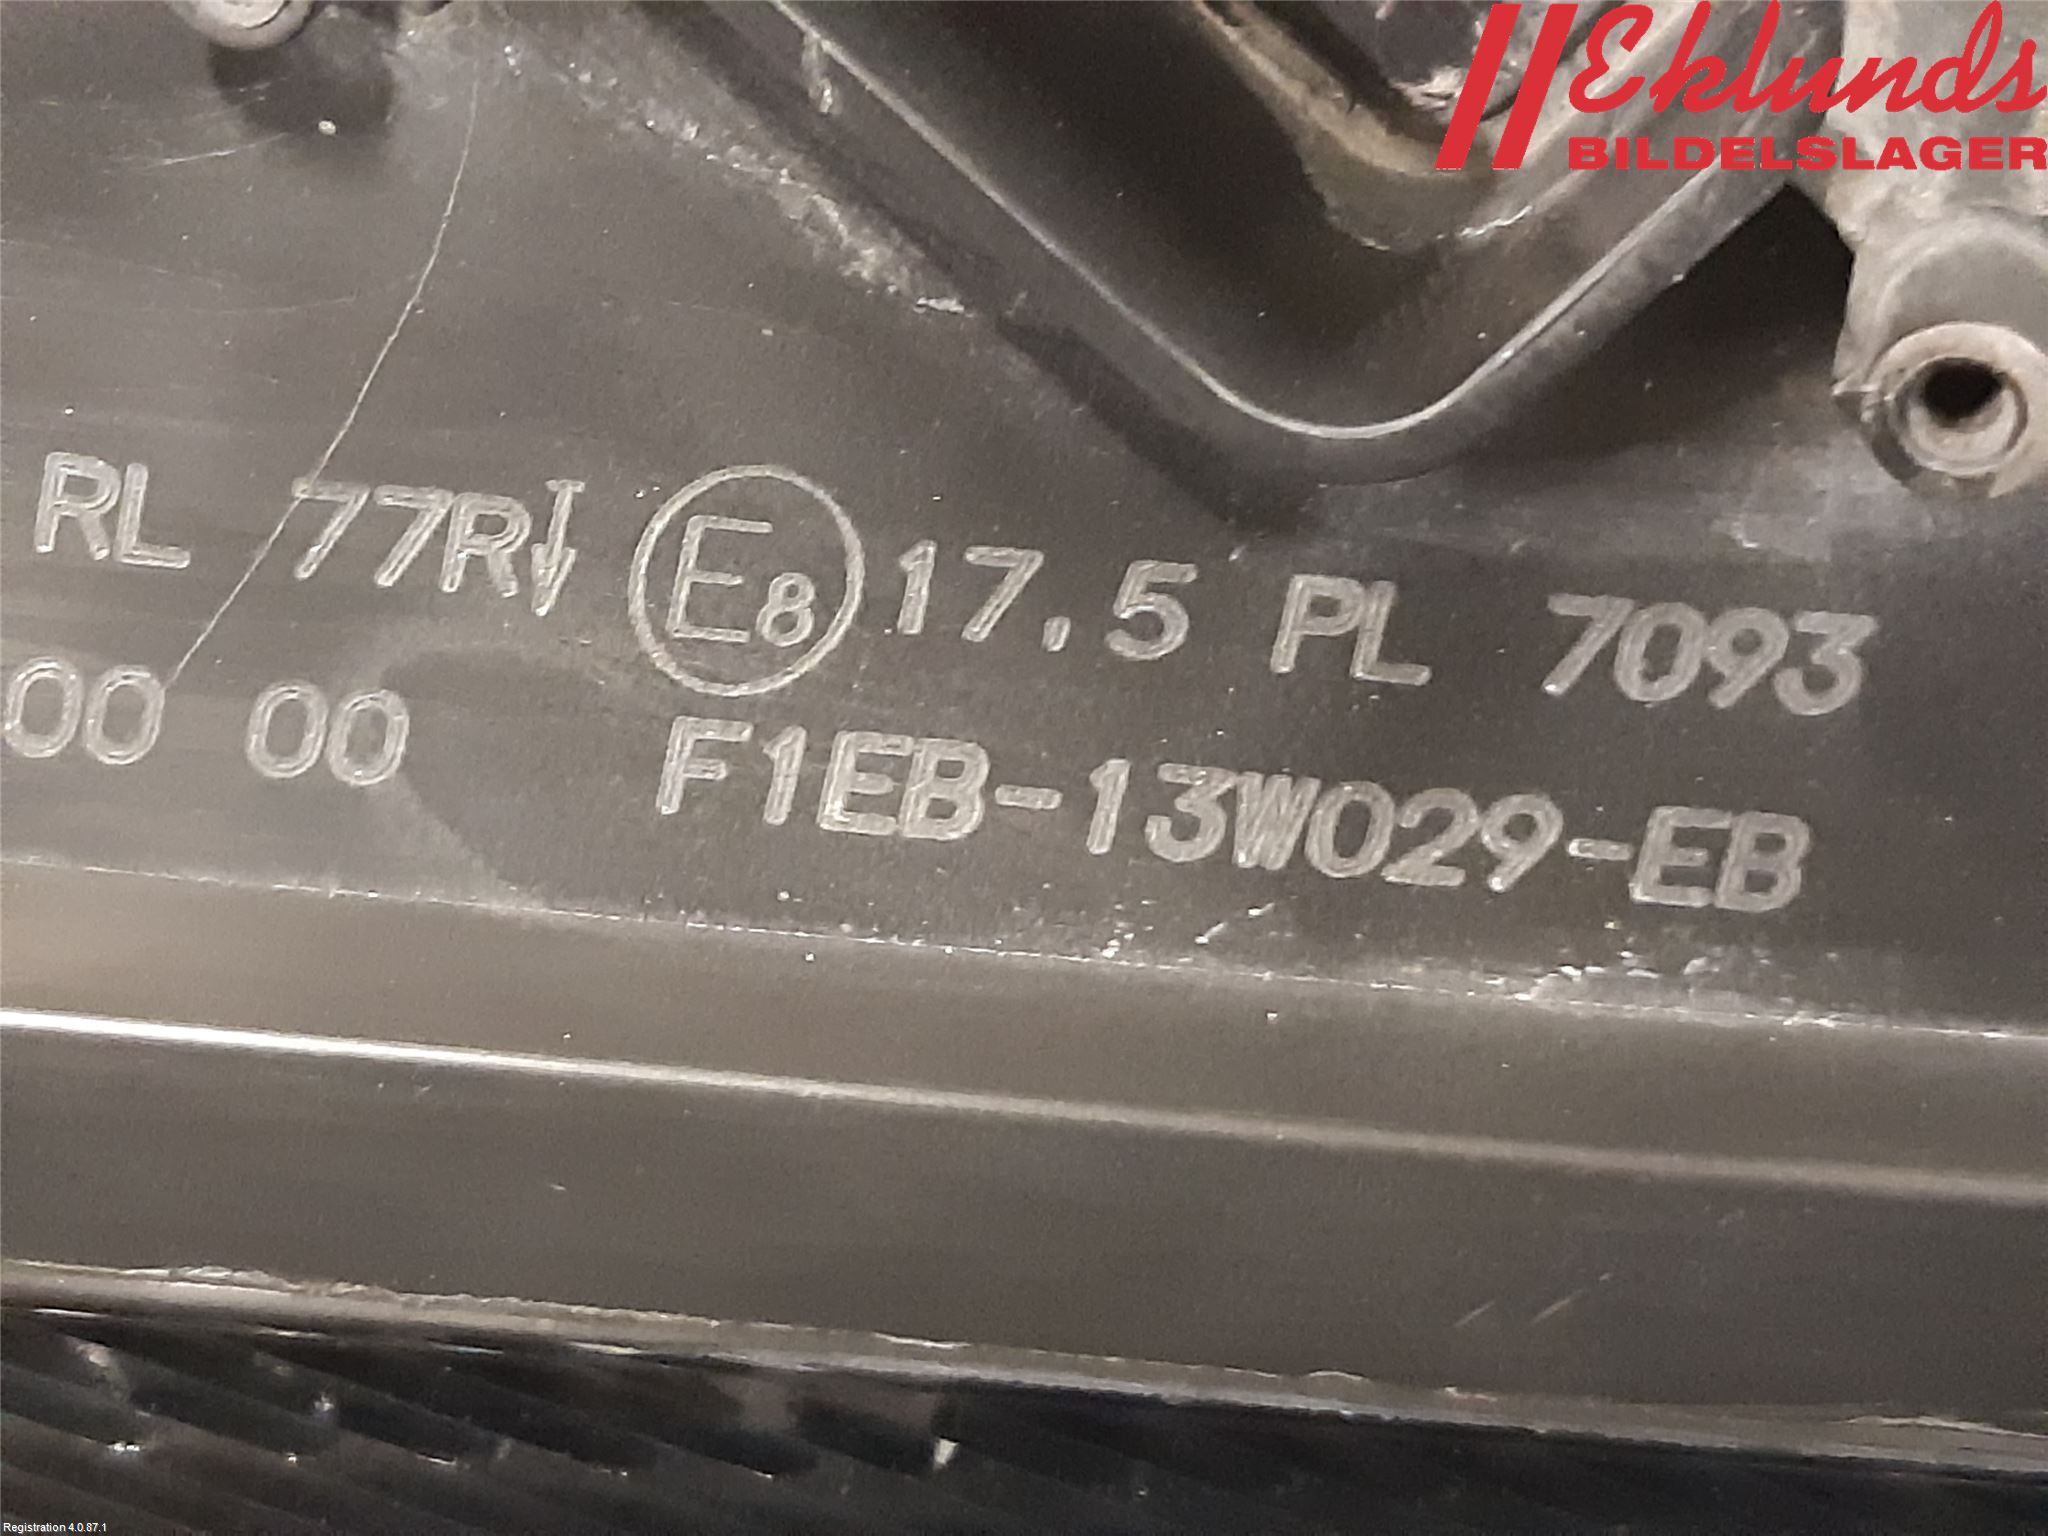 Eklunds
BILDELSLAGER
RL 77R E8 17.5 PL 7093
00 00 F1EB-13W029-EB
Registration 4.0.87.1